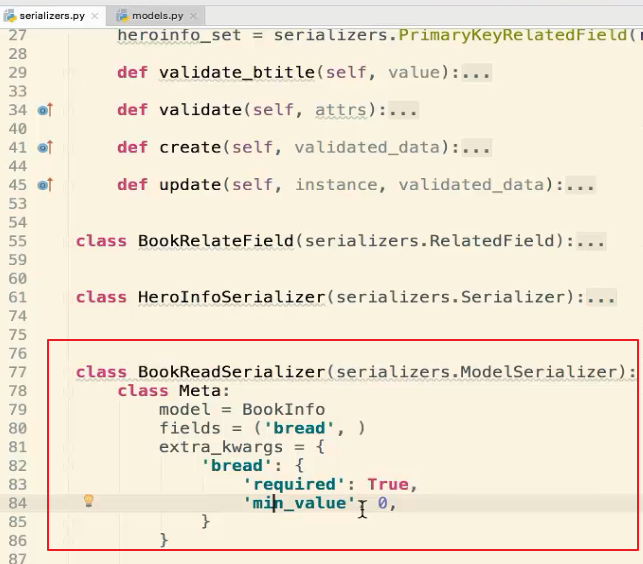 serializers.py × models.py ×
27 heroinfo_set = serializers.PrimaryKeyRelatedField(
28
29 def validate_btitle(self, value):...
33
34 def validate(self, attrs):...
40
41 def create(self, validated_data):...
44
45 def update(self, instance, validated_data):...
53
54
55 class BookRelateField(serializers.RelatedField):...
59
60
61 class HeroInfoSerializer(serializers.Serializer):...
74
75
76
77 class BookReadSerializer(serializers.ModelSerializer):
78 class Meta:
79 model = BookInfo
80 fields = ('bread', )
81 extra_kwargs = {
82 'bread': {
83 'required': True,
84 'min_value': 0,
85 }
86 }
87